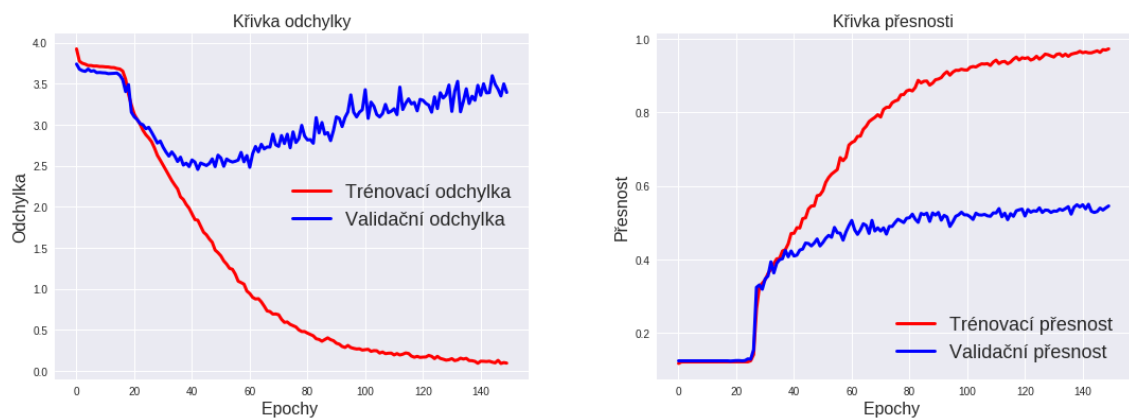 Křivka odchylky
4.0
3.5
3.0
2.5
2.0
1.5
1.0
0.5
0.0
Odchylka
Trénovací odchylka
Validační odchylka
0 20 40 60 80 100 120 140
Epochy
Křivka přesnosti
1.0
0.8
0.6
0.4
0.2
Přesnost
Trénovací přesnost
Validační přesnost
0 20 40 60 80 100 120 140
Epochy